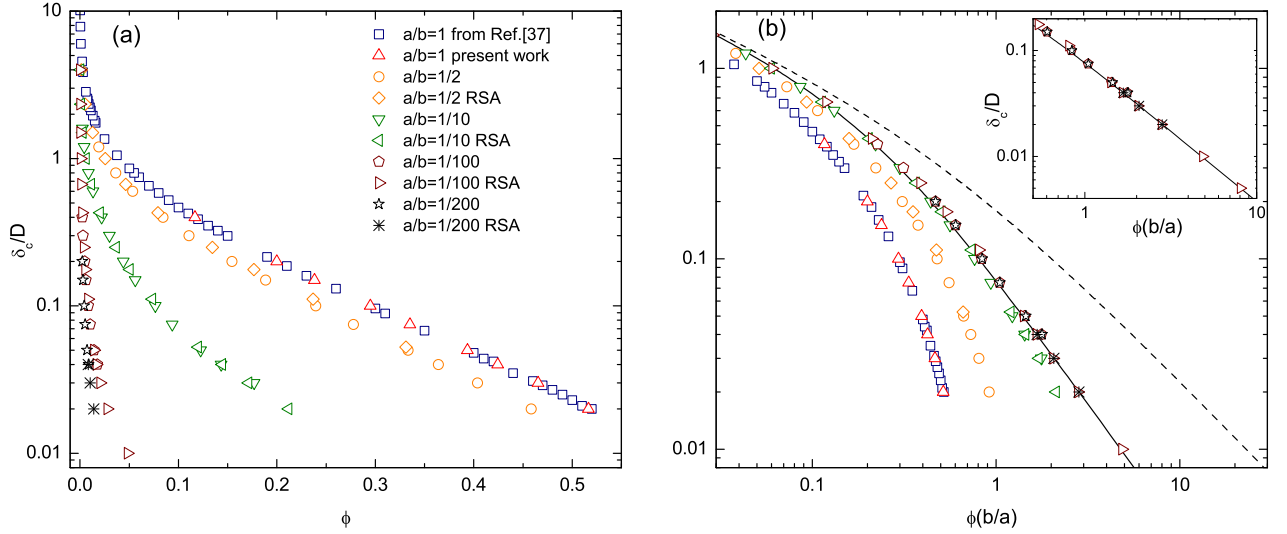 (a)
a/b=1 from Ref.[37]
a/b=1 present work
a/b=1/2
a/b=1/2 RSA
a/b=1/10
a/b=1/10 RSA
a/b=1/100
a/b=1/100 RSA
a/b=1/200
a/b=1/200 RSA
10
1
0.1
0.01
δc/D
0.0 0.1 0.2 0.3 0.4 0.5
ϕ
(b)
1
0.1
0.01
δc/D
0.1 1 10
ϕ(b/a)
0.1
0.01
δc/D
1 10
ϕ(b/a)